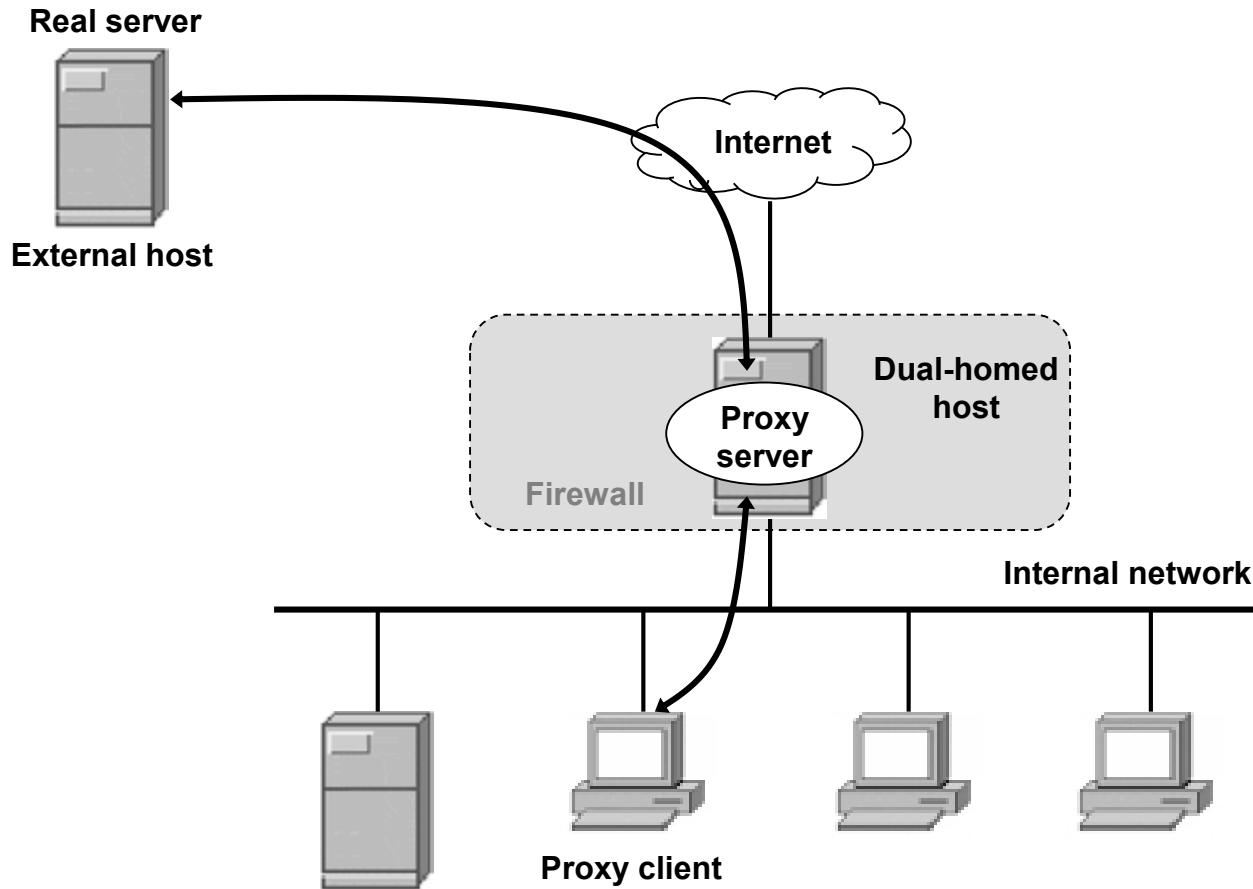 Real server
External host
Internet
Dual-homed
host
Proxy
server
Firewall
Internal network
Proxy client